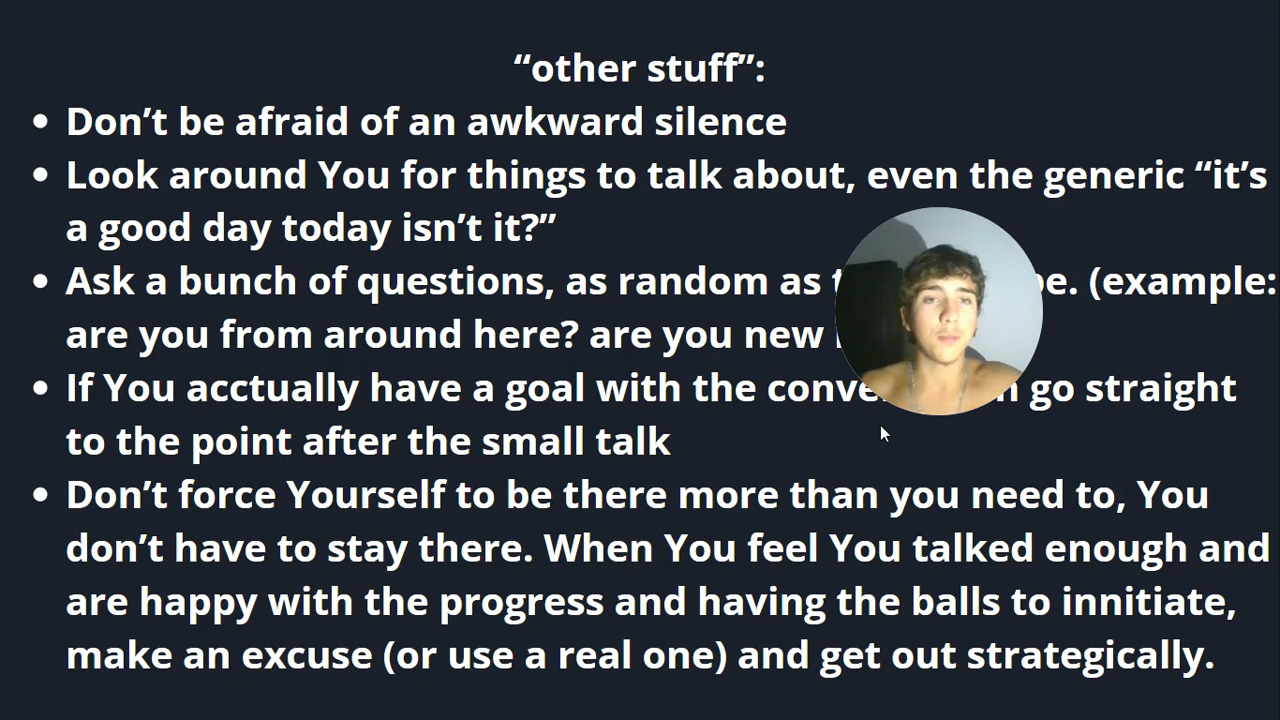 “other stuff”:
• Don’t be afraid of an awkward silence
• Look around You for things to talk about, even the generic “it’s
a good day today isn’t it?”
• Ask a bunch of questions, as random as be. (example:
are you from around here? are you new
• If You acctually have a goal with the go straight
to the point after the small talk
• Don’t force Yourself to be there more than you need to, You
don’t have to stay there. When You feel You talked enough and
are happy with the progress and having the balls to innitiate,
make an excuse (or use a real one) and get out strategically.